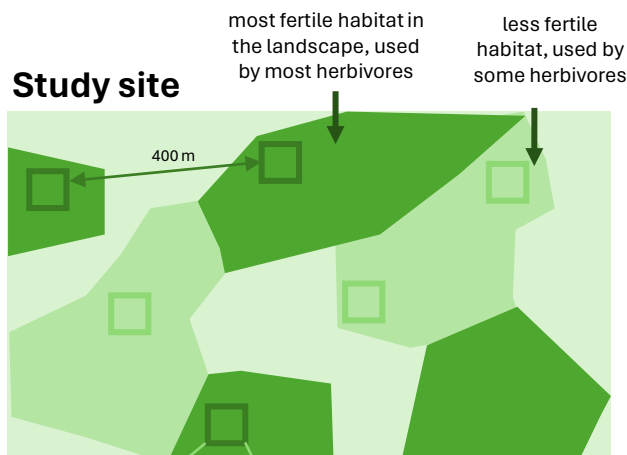 most fertile habitat in
the landscape, used
by most herbivores
less fertile
habitat, used by
some herbivores
Study site
400 m